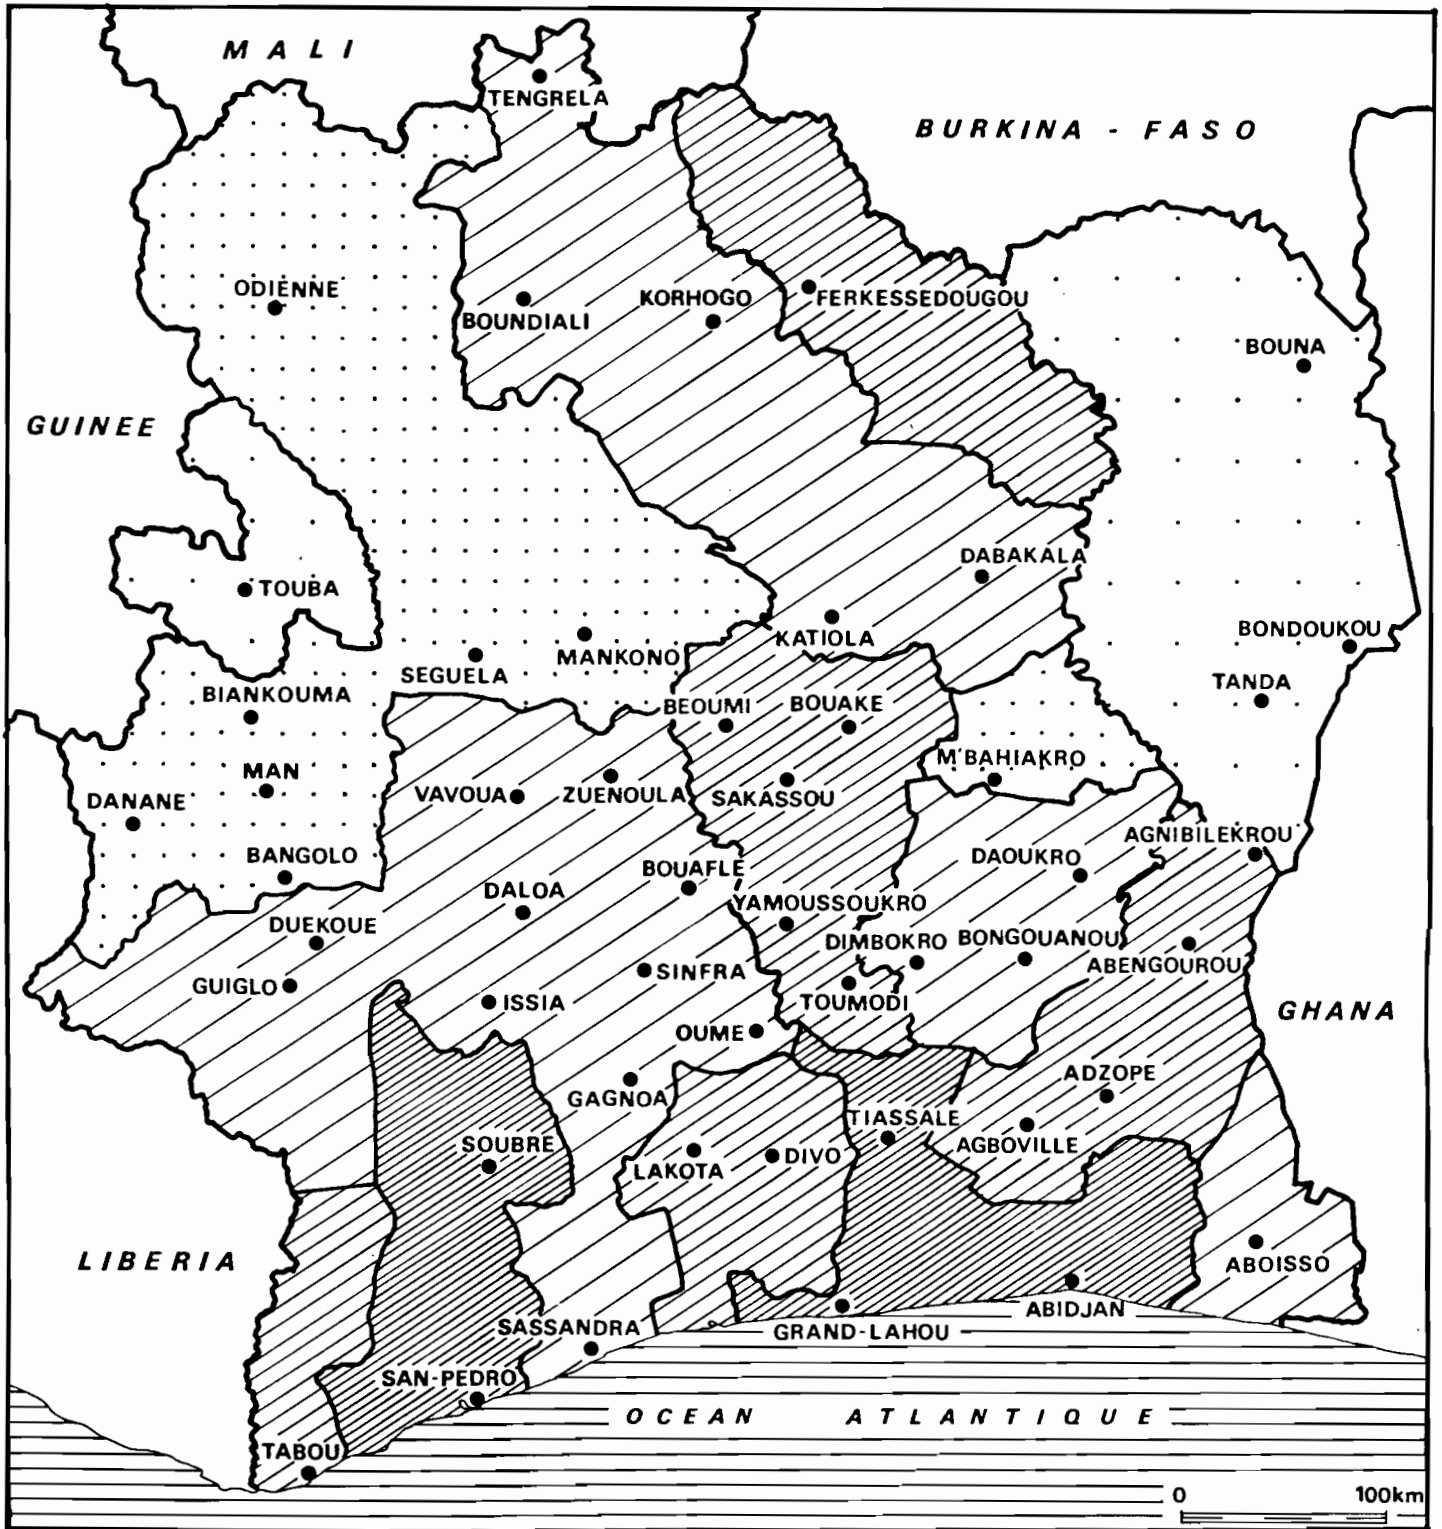 MALI
TENGRELA
BURKINA - FASO
ODIENNE
BOUNDIALI
KORHOGO
FERKESSEDOUGOU
BOUNA
GUINEE
DABAKALA
TOUBA
KATIOLA
BONDOUKOU
MANKONO
SEGUELA
TANDA
BIANKOUMA
BEOUMI
BOUAKE
M'BAHIAKRO
MAN
DANANE
VAVOUA
ZUENOULA
SAKASSOU
AGNIBILEKROU
BANGOLO
DAOUKRO
BOUAFLE
DALOA
YAMOUSSOUKRO
DUEKOUE
DIMBOKRO
BONGOUANOU
ABENGOUROU
SINFRA
GUIGLO
ISSIA
TOUMODI
GHANA
OUME
ADZOPE
GAGNOA
TIASSALE
SOUBRE
AGBOVILLE
LAKOTA
DIVO
LIBERIA
ABOISSO
ABIDJAN
SASSANDRA
GRAND-LAHOU
SAN-PEDRO
OCEAN ATLANTIQUE
TABOU
0 100km